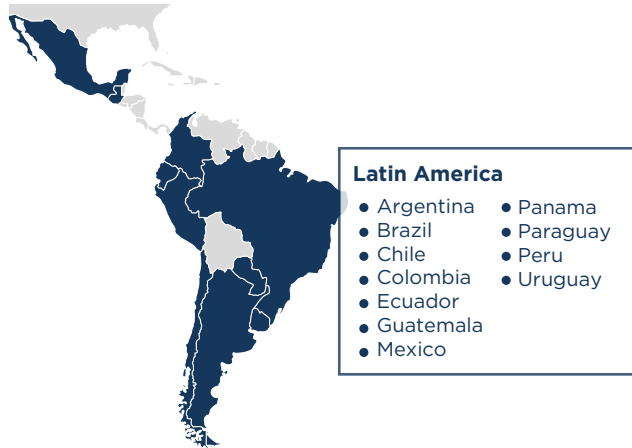 Latin America
• Argentina
• Brazil
• Chile
• Colombia
• Ecuador
• Guatemala
• Mexico
• Panama
• Paraguay
• Peru
• Uruguay